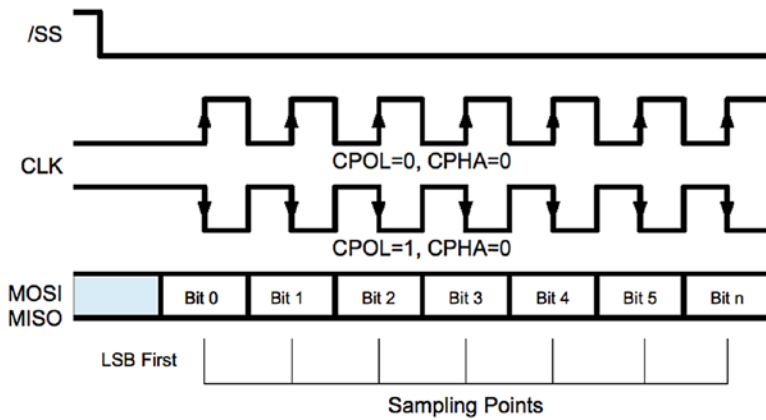 /SS
CPOL=0, CPHA=0
CLK
CPOL=1, CPHA=0
MOSI
MISO
Bit 0 Bit 1 Bit 2 Bit 3 Bit 4 Bit 5 Bit n
LSB First
Sampling Points